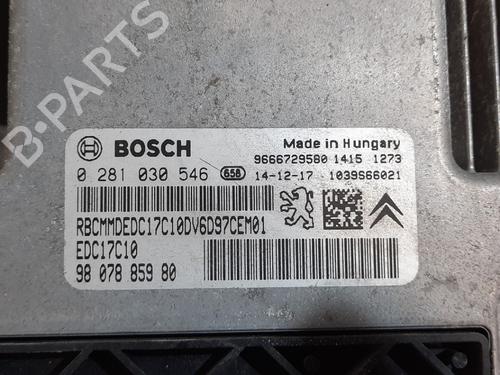 B-PARTS
BOSCH
Made in Hungary
9666729580 1415 1273
0 281 030 546 658 14-12-17 1039S66021
RBCMMDEDC17C10DV6D97CEM01
EDC17C10
98 078 859 80